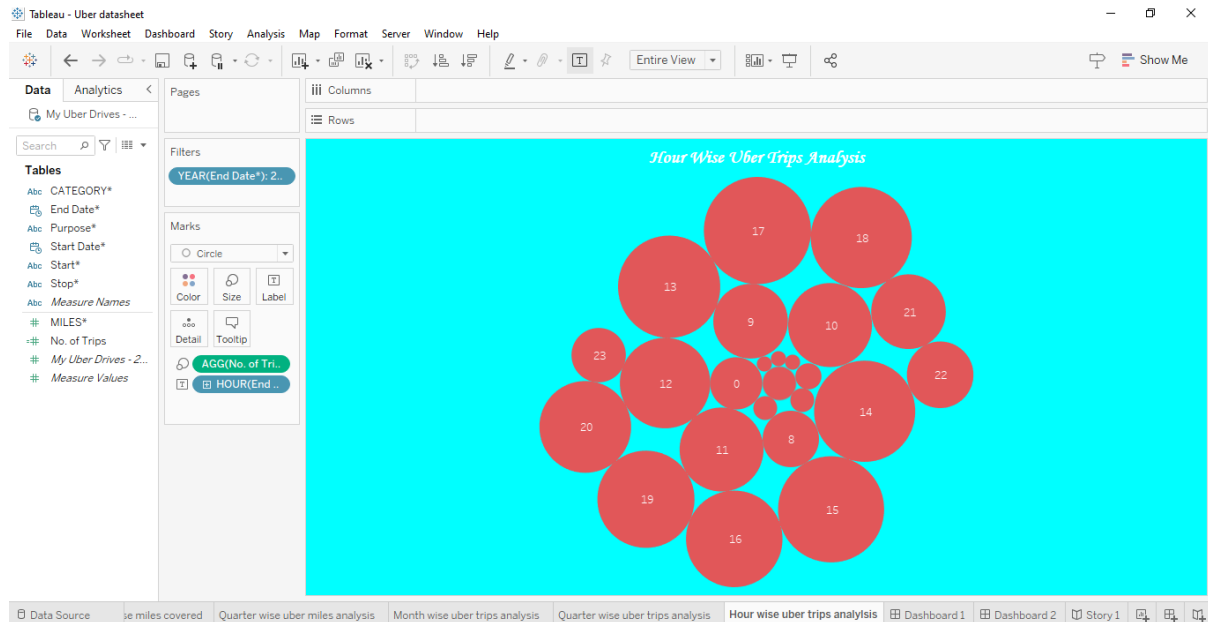 Tableau - Uber datasheet
File Data Worksheet Dashboard Story Analysis Map Format Server Window Help
Entire View
Show Me
Data Analytics
My Uber Drives - ...
Search
Tables
Abc CATEGORY*
End Date*
Abc Purpose*
Start Date*
Abc Start*
Abc Stop*
Abc Measure Names
# MILES*
=# No. of Trips
# My Uber Drives - 2...
# Measure Values
Pages
Filters
YEAR(End Date*): 2..
Marks
Circle
Color Size Label
Detail Tooltip
AGG(No. of Tri..
HOUR(End ..
iii Columns
Rows
Hour Wise Uber Trips Analysis
17
18
13
9
10
21
23
12
0
22
20
14
11
8
19
15
16
Data Source
se miles covered
Quarter wise uber miles analysis
Month wise uber trips analysis
Quarter wise uber trips analysis
Hour wise uber trips analylsis
Dashboard 1
Dashboard 2
Story 1